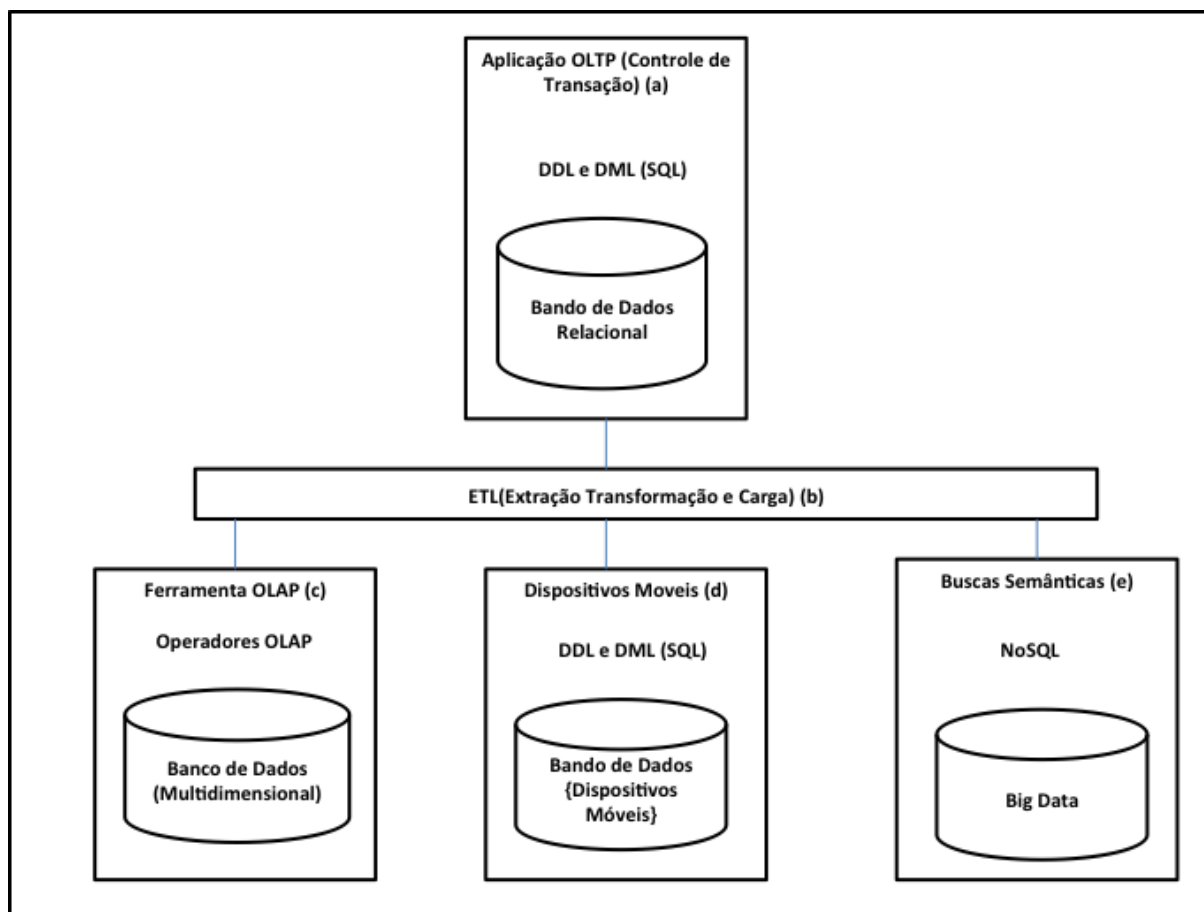 Aplicação OLTP (Controle de
Transação) (a)
DDL e DML (SQL)
Bando de Dados
Relacional
ETL(Extração Transformação e Carga) (b)
Ferramenta OLAP (c)
Operadores OLAP
Banco de Dados
(Multidimensional)
Dispositivos Moveis (d)
DDL e DML (SQL)
Bando de Dados
{Dispositivos
Móveis}
Buscas Semânticas (e)
NoSQL
Big Data